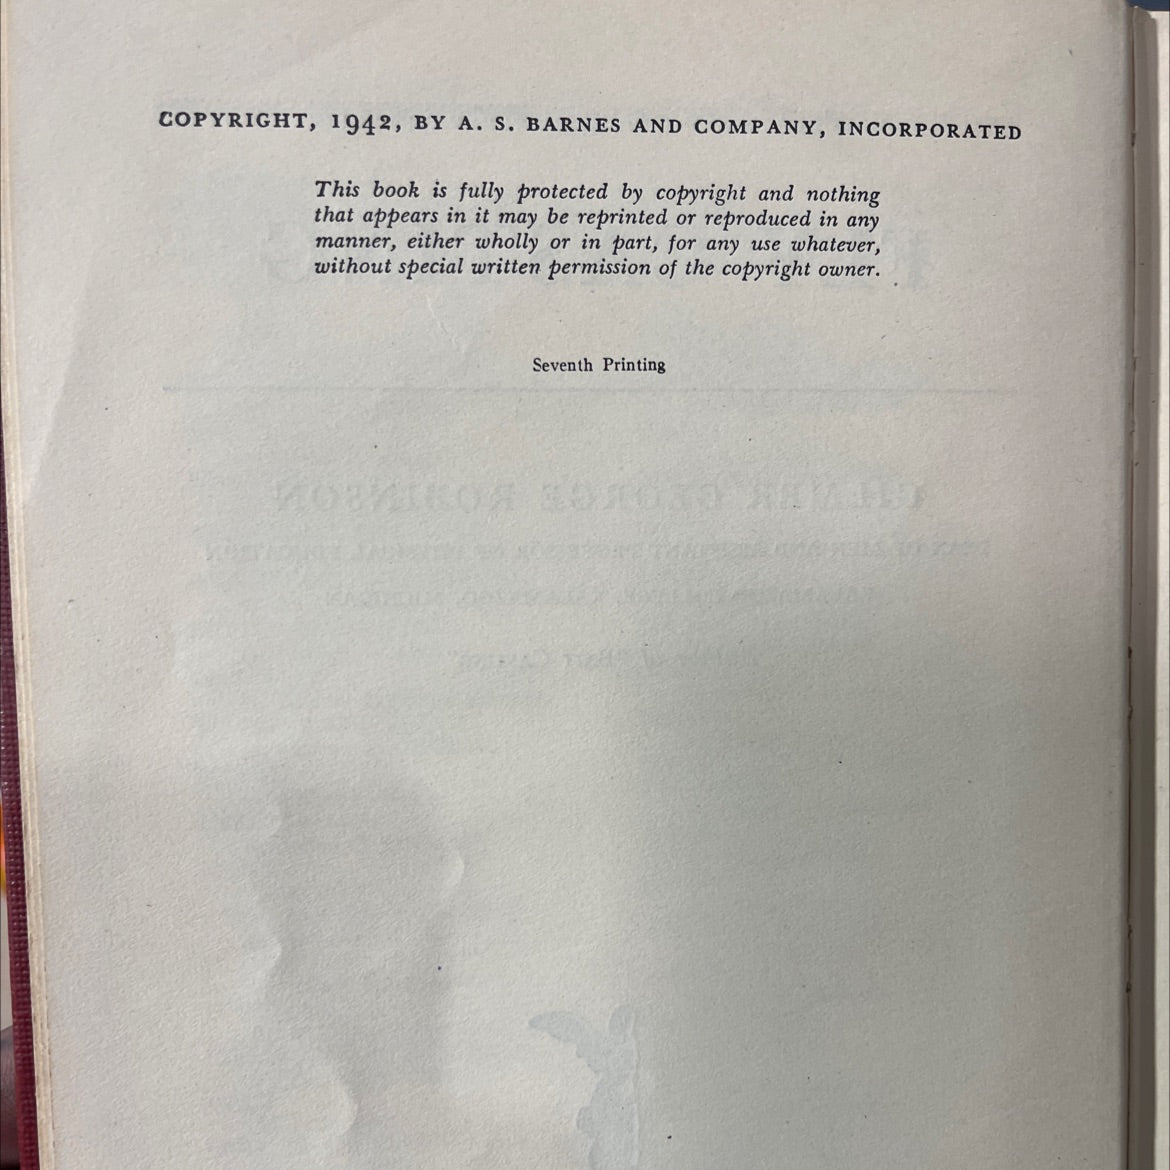 COPYRIGHT, 1942, BY A. S. BARNES AND COMPANY, INCORPORATED
This book is fully protected by copyright and nothing
that appears in it may be reprinted or reproduced in any
manner, either wholly or in part, for any use whatever,
without special written permission of the copyright owner.
Seventh Printing
GEORGE ROBINSON